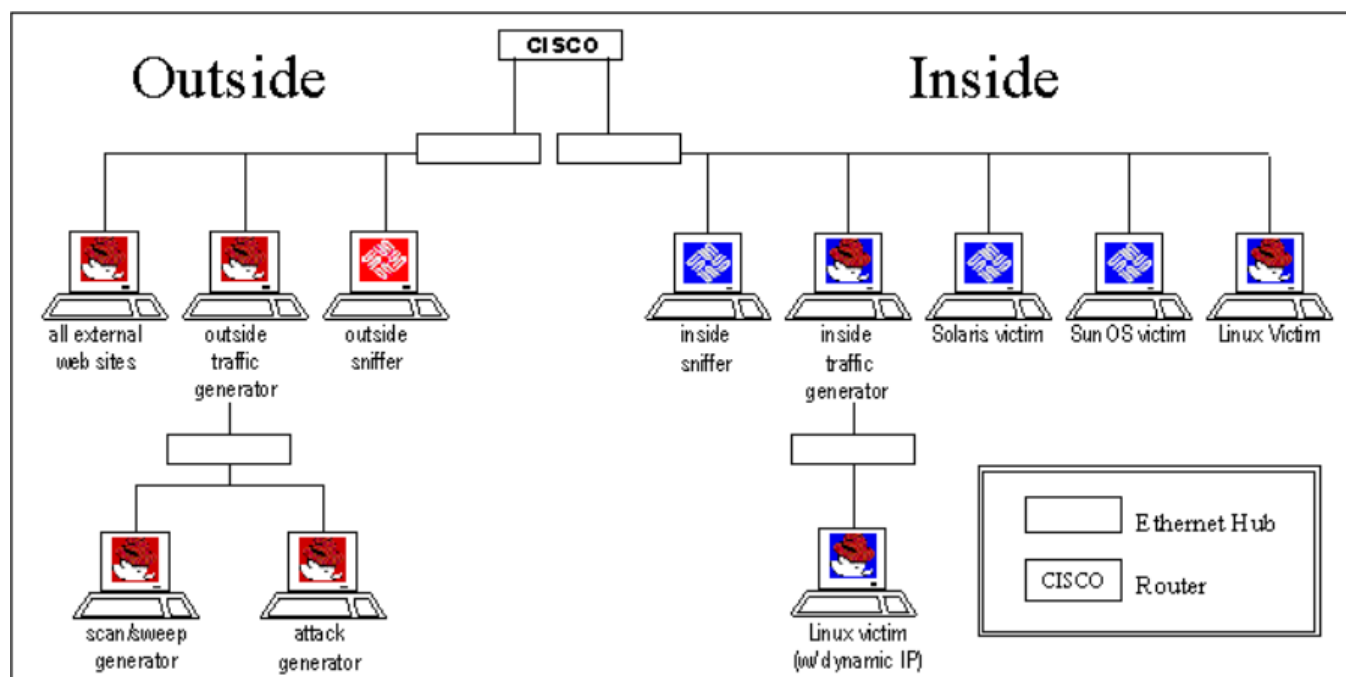 CISCO
Outside
Inside
all external
web sites
outside
traffic
generator
outside
sniffer
inside
sniffer
inside
traffic
generator
Solaris victim
Sun OS victim
Linux Victim
scan/sweep
generator
attack
generator
Linux victim
(w/dynamic IP)
Ethernet Hub
CISCO
Router